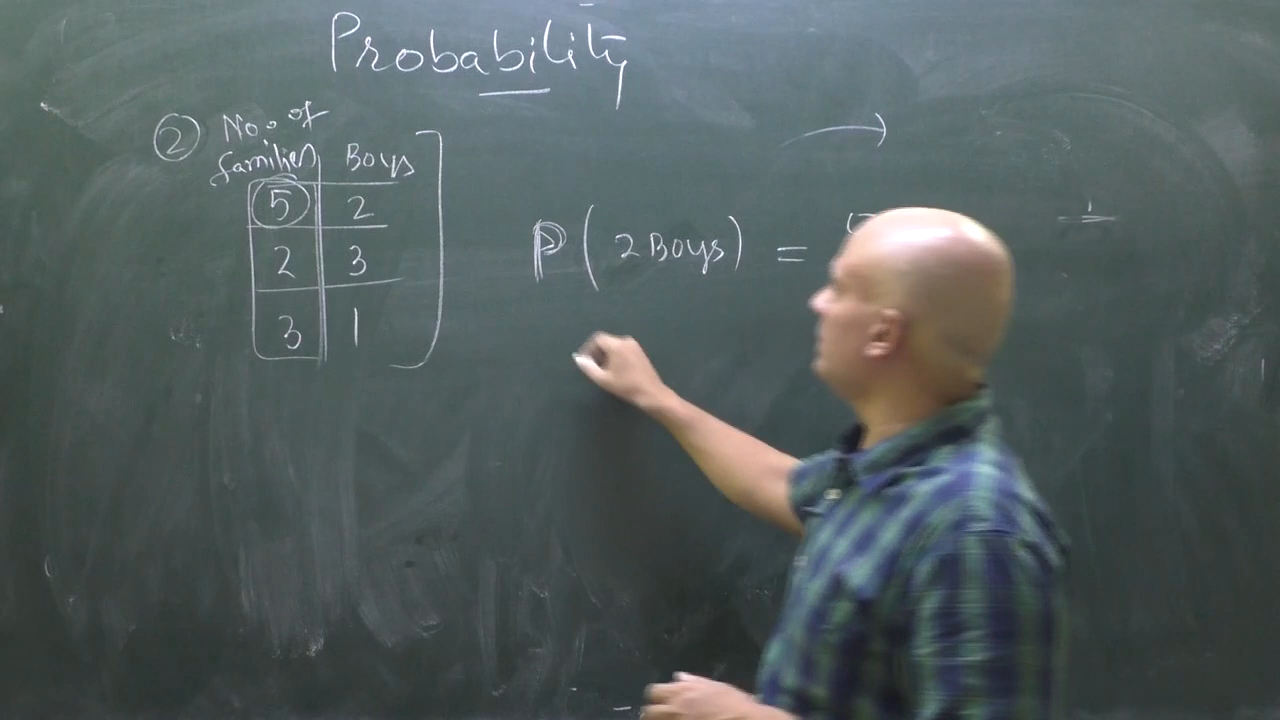 Probability
② No. of
families Boys
5 2
2 3
3 1
P( 2 Boys) =